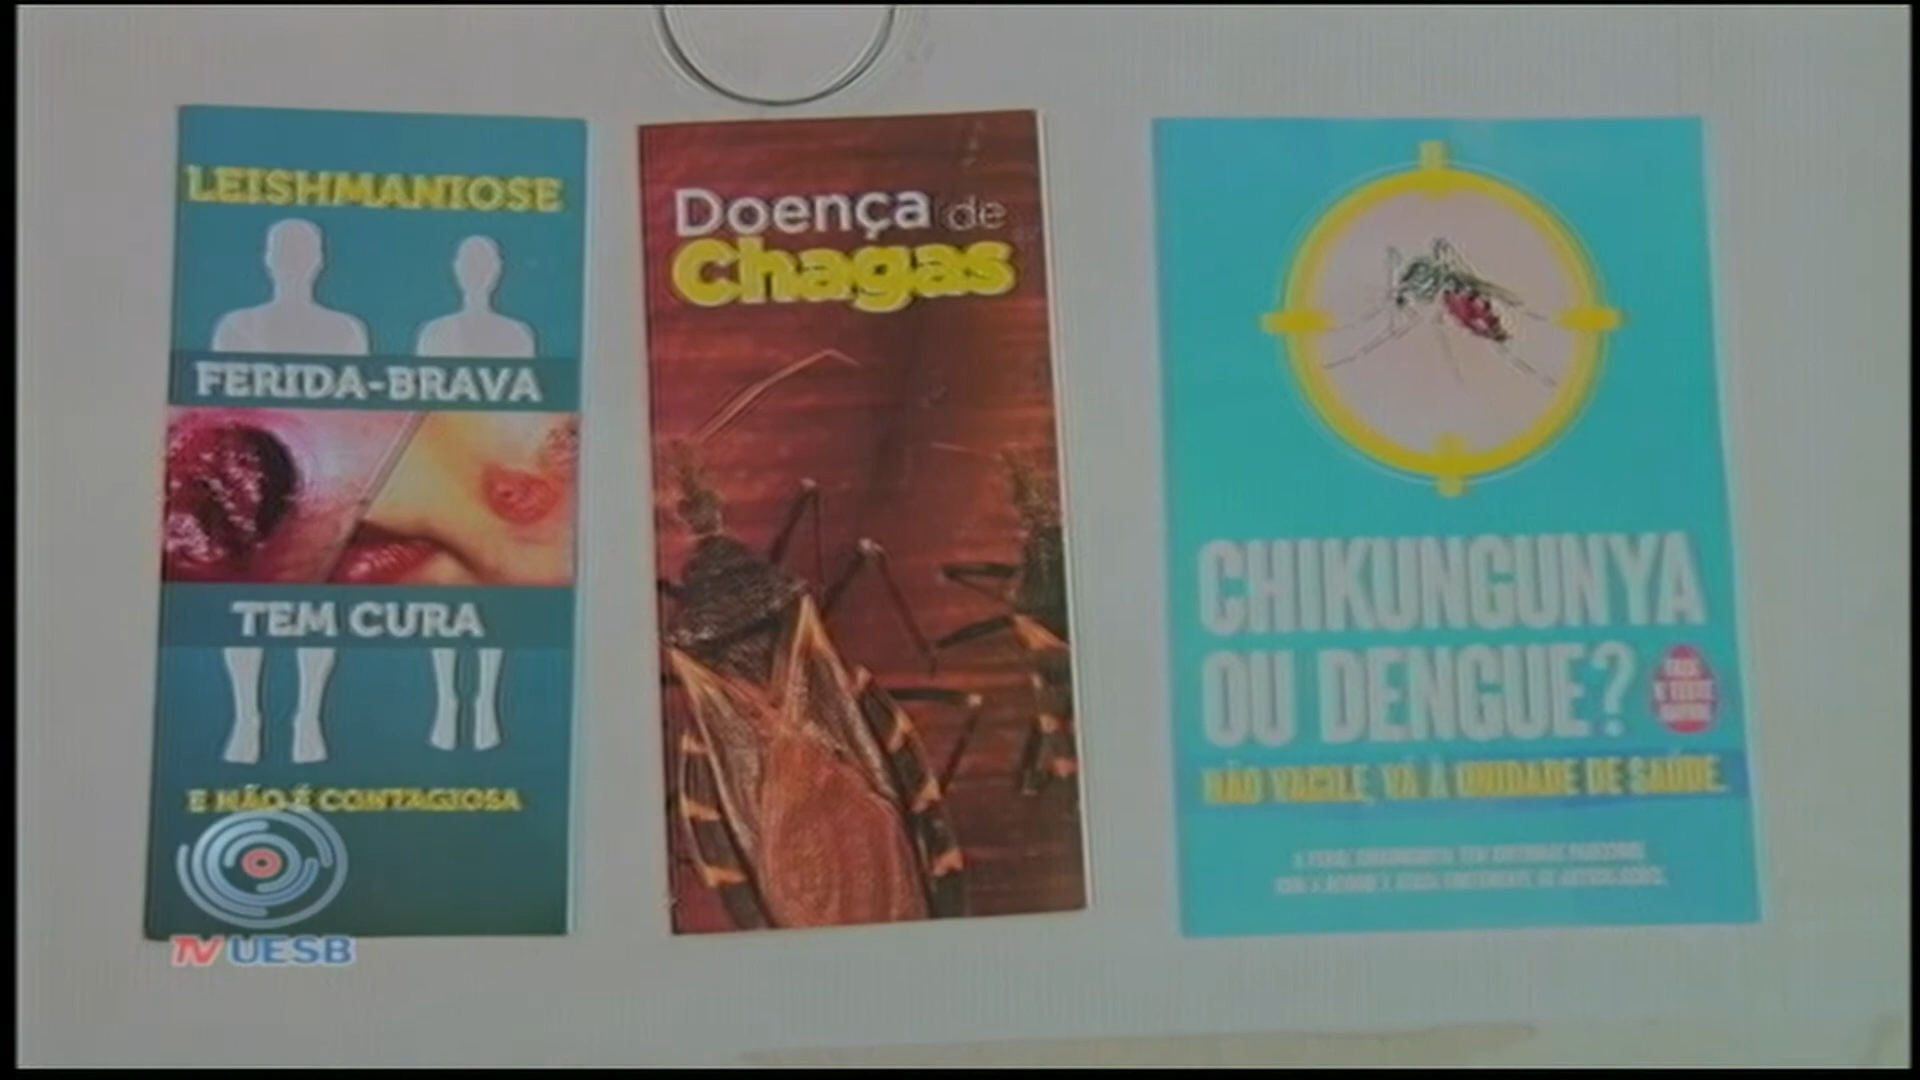 LEISHMANIOSE
FERIDA-BRAVA
TEM CURA
E NÃO É CONTAGIOSA
TV UESB
Doença de
Chagas
CHIKUNGUNYA
OU DENGUE?
NÃO VACILE, VÁ À UNIDADE DE SAÚDE.